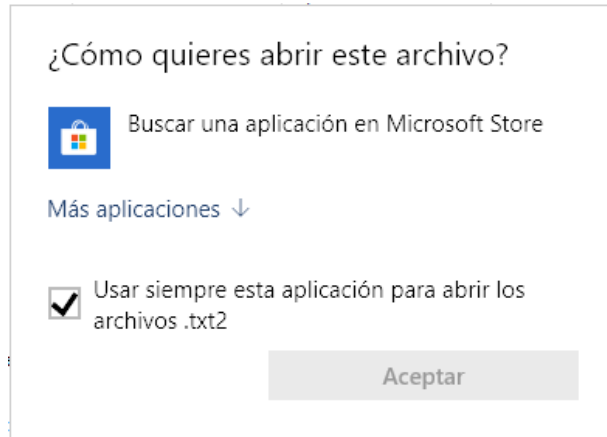 ¿Cómo quieres abrir este archivo?
Buscar una aplicación en Microsoft Store
Más aplicaciones ↓
Usar siempre esta aplicación para abrir los
archivos .txt2
Aceptar